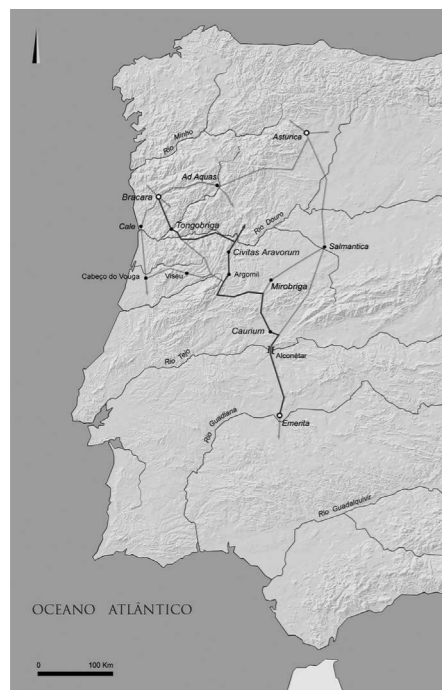 Rio Minho
Asturica
Ad Aquas
Bracara
Rio Douro
Cale
Tongobriga
Salmantica
Civitas Aravorum
Cabeço do Vouga
Viseu
Argomil
Mirobriga
Caurium
Rio Tejo
Alconétar
Rio Guadiana
Emerita
Rio Guadalquivir
OCEANO ATLÂNTICO
0 100 Km